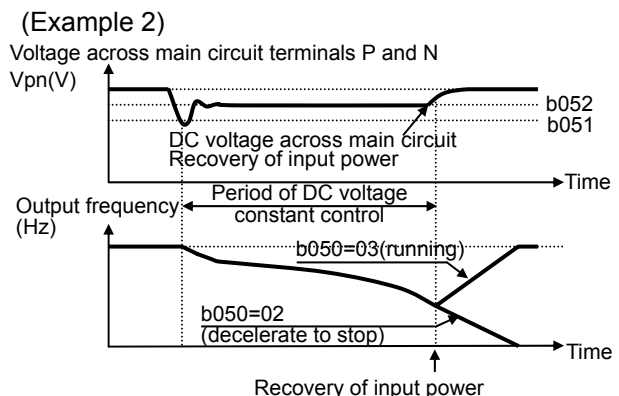 (Example 2)
Voltage across main circuit terminals P and N
Vpn(V)
b052
b051
DC voltage across main circuit
Recovery of input power
Time
Period of DC voltage
constant control
Output frequency
(Hz)
b050=03(running)
b050=02
(decelerate to stop)
Time
Recovery of input power